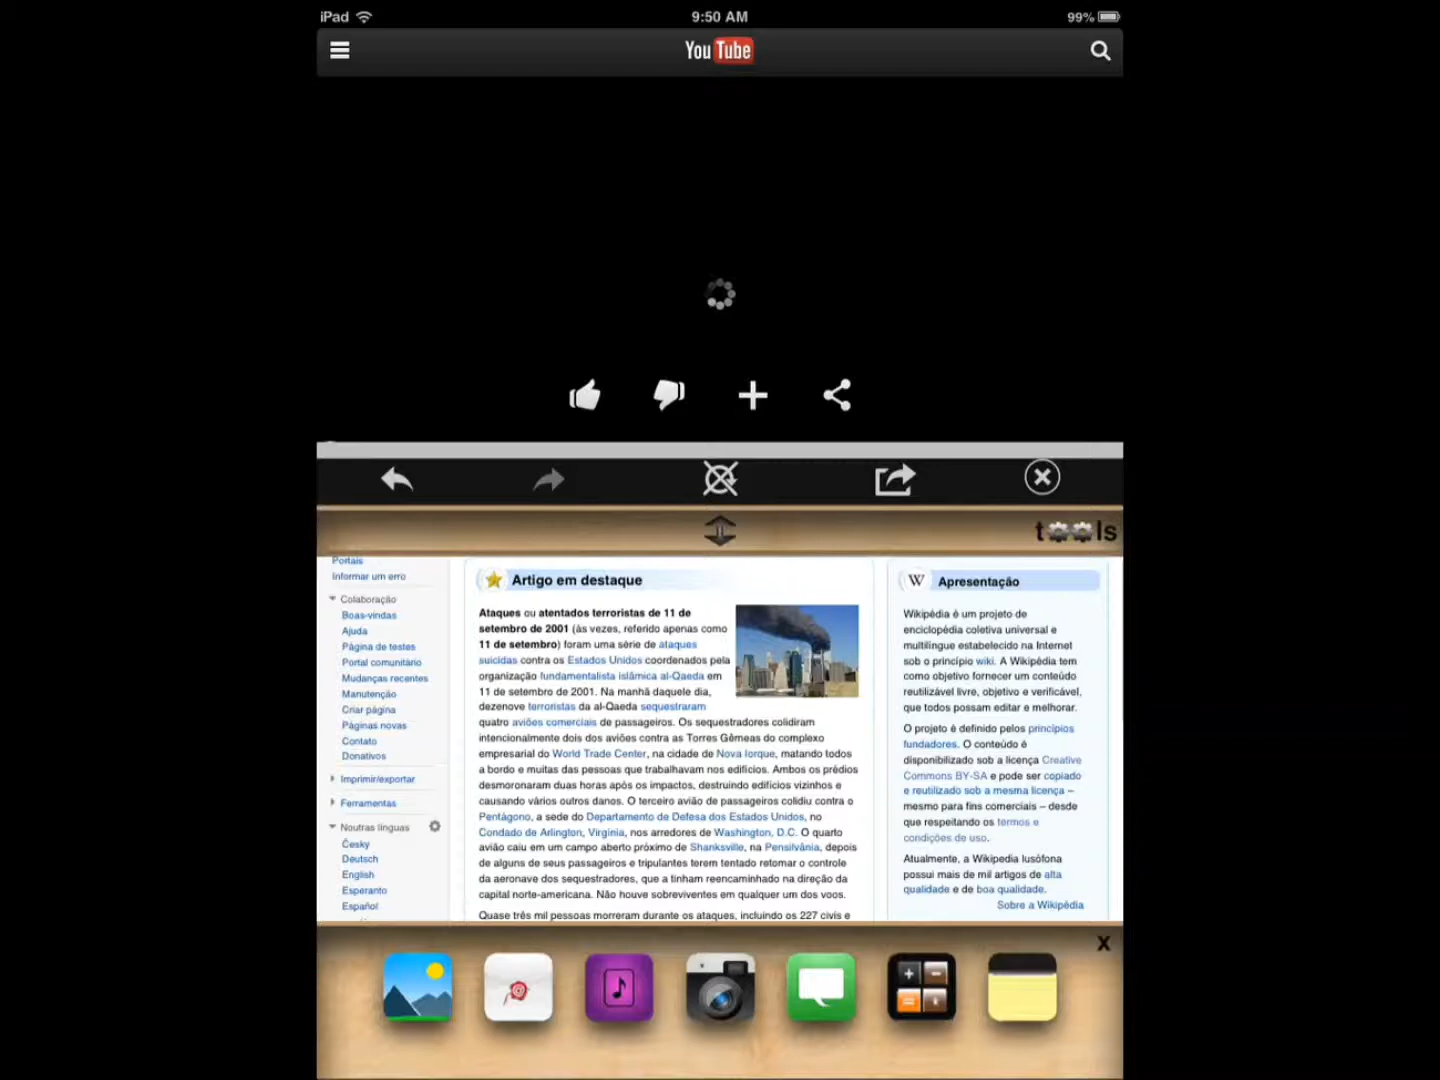 iPad 9:50 AM 99%
You Tube
tools
Portais
Informar um erro
Colaboração
Boas-vindas
Ajuda
Página de testes
Portal comunitário
Mudanças recentes
Manutenção
Criar página
Páginas novas
Contato
Donativos
Imprimir/exportar
Ferramentas
Noutras línguas
Česky
Deutsch
English
Esperanto
Español
Artigo em destaque
Ataques ou atentados terroristas de 11 de
setembro de 2001 (às vezes, referido apenas como
11 de setembro) foram uma série de ataques
suicidas contra os Estados Unidos coordenados pela
organização fundamentalista islâmica al-Qaeda em
11 de setembro de 2001. Na manhã daquele dia,
dezenove terroristas da al-Qaeda sequestraram
quatro aviões comerciais de passageiros. Os sequestradores colidiram
intencionalmente dois dos aviões contra as Torres Gêmeas do complexo
empresarial do World Trade Center, na cidade de Nova Iorque, matando todos
a bordo e muitas das pessoas que trabalhavam nos edifícios. Ambos os prédios
desmoronaram duas horas após os impactos, destruindo edifícios vizinhos e
causando vários outros danos. O terceiro avião de passageiros colidiu contra o
Pentágono, a sede do Departamento de Defesa dos Estados Unidos, no
Condado de Arlington, Virgínia, nos arredores de Washington, D.C. O quarto
avião caiu em um campo aberto próximo de Shanksville, na Pensilvânia, depois
de alguns de seus passageiros e tripulantes terem tentado retomar o controle
da aeronave dos sequestradores, que a tinham reencaminhado na direção da
capital norte-americana. Não houve sobreviventes em qualquer um dos voos.
Quase três mil pessoas morreram durante os ataques, incluindo os 227 civis e
W Apresentação
Wikipédia é um projeto de
enciclopédia coletiva universal e
multilíngue estabelecido na Internet
sob o princípio wiki. A Wikipédia tem
como objetivo fornecer um conteúdo
reutilizável livre, objetivo e verificável,
que todos possam editar e melhorar.
O projeto é definido pelos princípios
fundadores. O conteúdo é
disponibilizado sob a licença Creative
Commons BY-SA e pode ser copiado
e reutilizado sob a mesma licença –
mesmo para fins comerciais – desde
que respeitando os termos e
condições de uso.
Atualmente, a Wikipedia lusófona
possui mais de mil artigos de alta
qualidade e de boa qualidade.
Sobre a Wikipédia
X